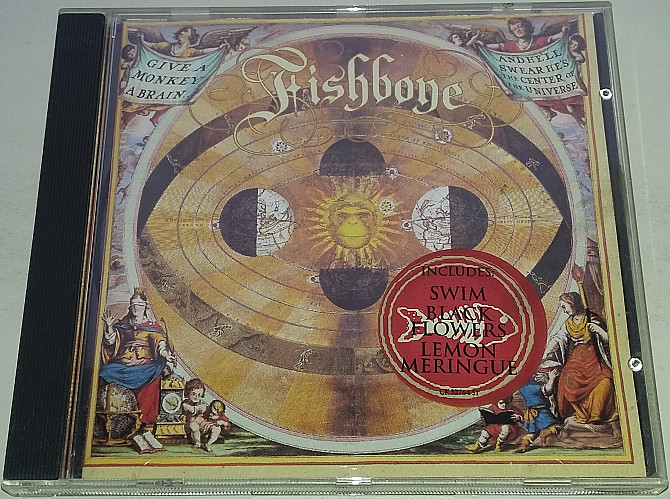 GIVE A
MONKEY
A BRAIN
AND HE'LL
SWEAR HE'S
THE CENTER OF
THE UNIVERSE
Fishbone
INCLUDES:
SWIM
BLACK
FLOWERS
LEMON
MERINGUE